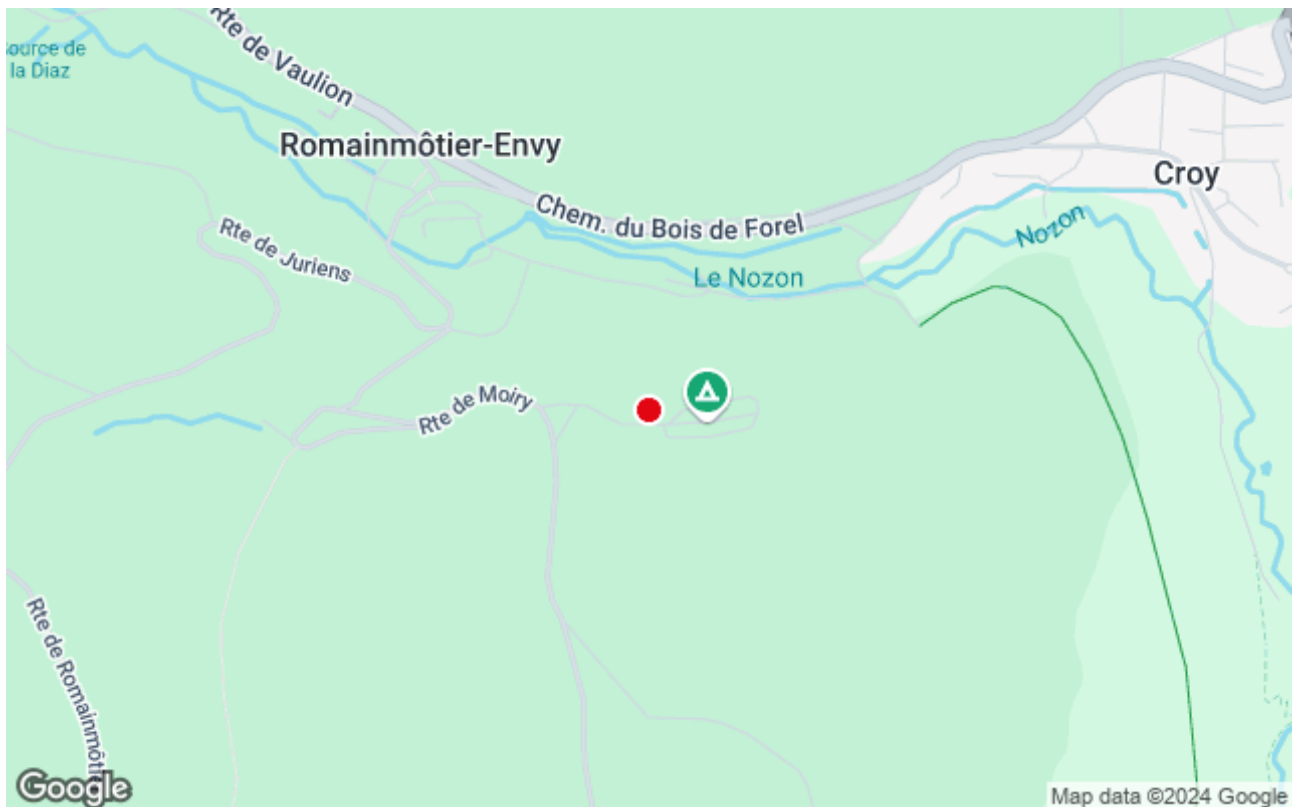 Rte de Vaulion
source de
la Diaz
Romainmôtier-Envy
Croy
Chem. du Bois de Forel
Nozon
Rte de Juriens
Le Nozon
Rte de Moiry
Rte de Romainmôtie
Google
Map data ©2024 Google